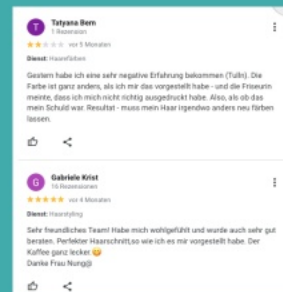 T
Tatyana Bern
1 Rezension
vor 5 Monaten
Dienst: Haarefärben
Gestern habe ich eine sehr negative Erfahrung bekommen (Tulln). Die
Farbe ist ganz anders, als ich mir das vorgestellt habe - und die Friseurin
meinte, dass ich mich nicht richtig ausgedruckt habe. Also, als ob das
mein Schuld war. Resultat - muss mein Haar irgendwo anders neu färben
lassen.
G
Gabriele Krist
16 Rezensionen
vor 4 Monaten
Dienst: Haarstyling
Sehr freundliches Team! Habe mich wohlgefühlt und wurde auch sehr gut
beraten. Perfekter Haarschnitt,so wie ich es mir vorgestellt habe. Der
Kaffee ganz lecker 😋
Danke Frau Nung@